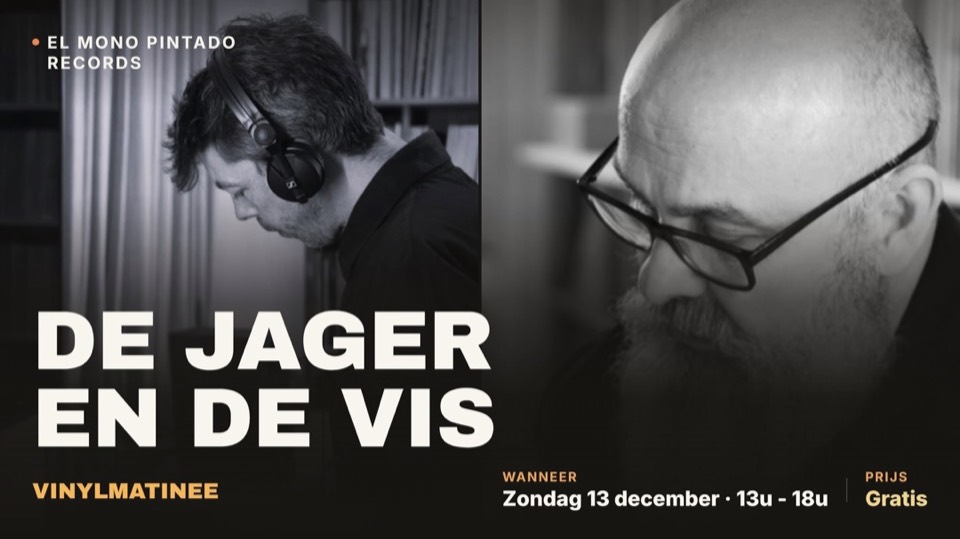 EL MONO PINTADO
RECORDS
DE JAGER
EN DE VIS
VINYLMATINEE
WANNEER
Zondag 13 december · 13u - 18u
PRIJS
Gratis